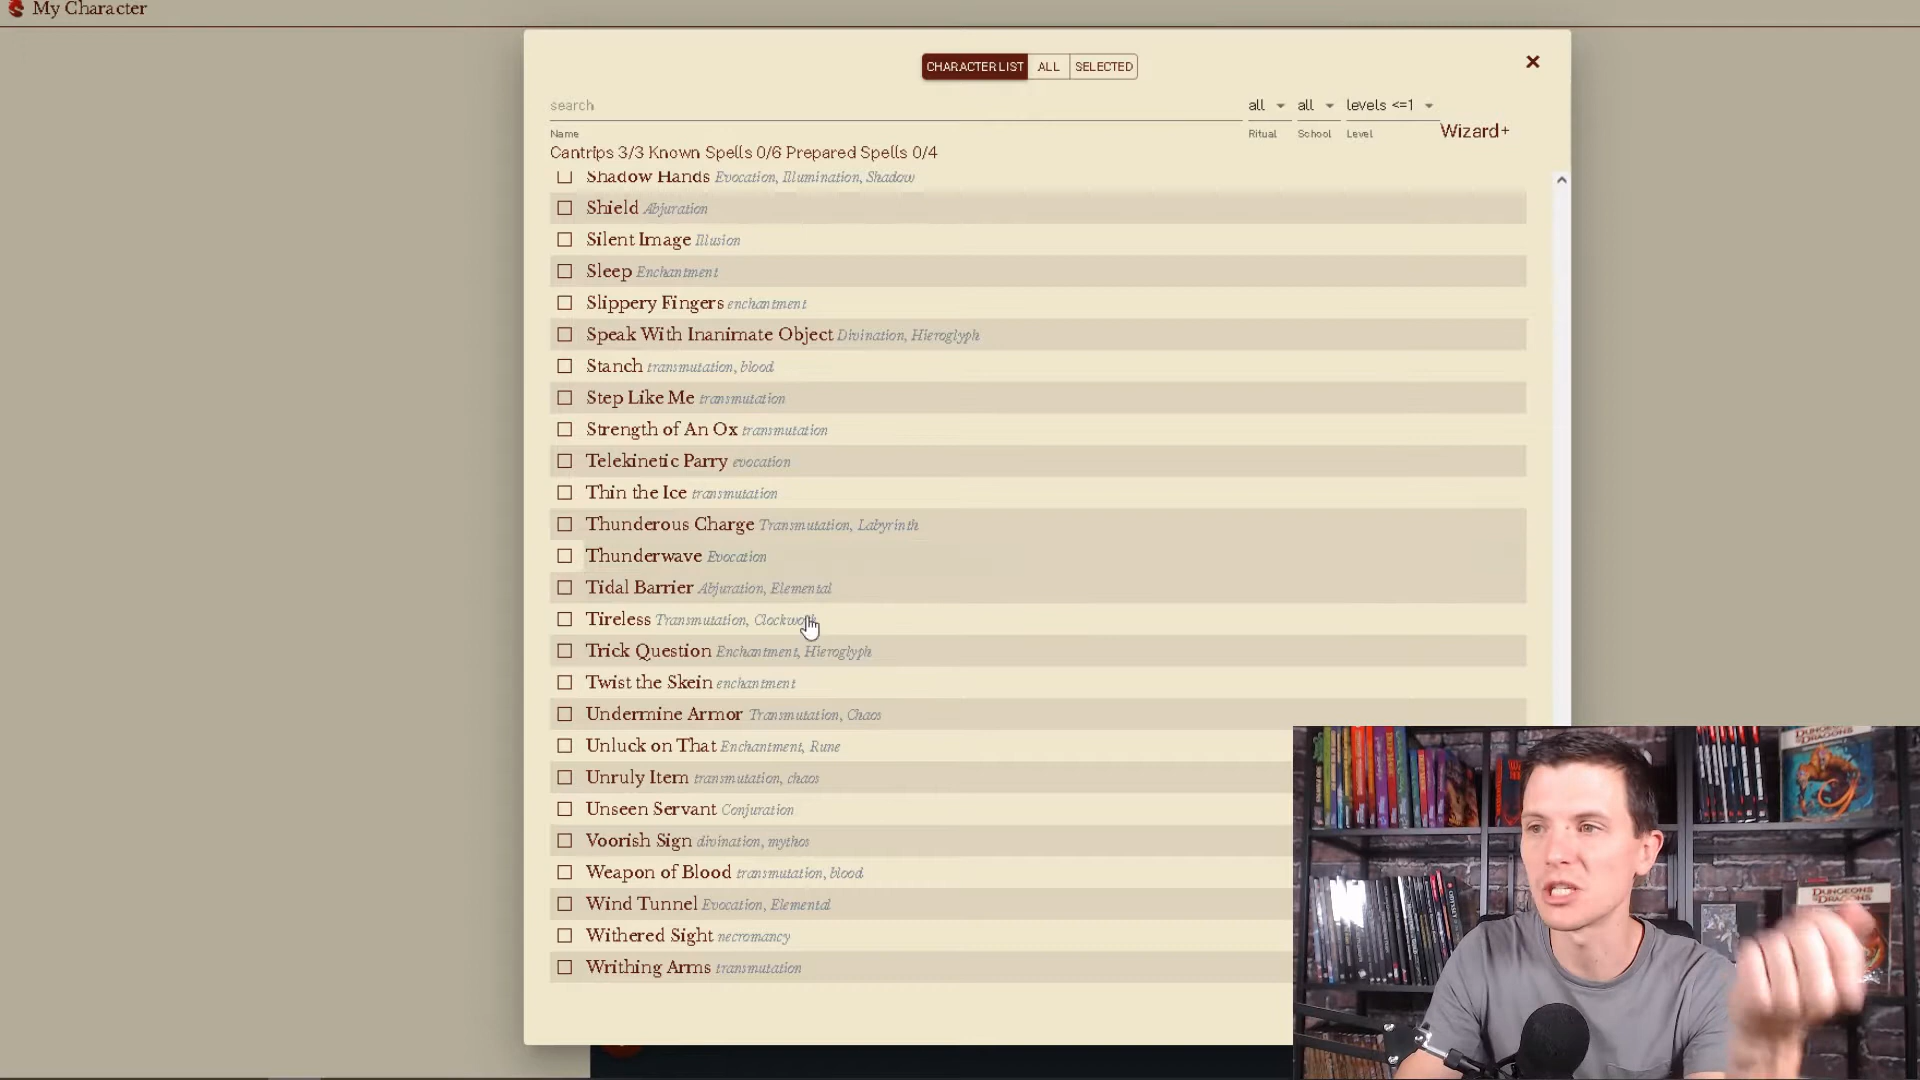 My Character
CHARACTER LIST ALL SELECTED
search all all levels <=1
Name Ritual School Level Wizard+
Cantrips 3/3 Known Spells 0/6 Prepared Spells 0/4
Shadow Hands Evocation, Illumination, Shadow
Shield Abjuration
Silent Image Illusion
Sleep Enchantment
Slippery Fingers enchantment
Speak With Inanimate Object Divination, Hieroglyph
Stanch transmutation, blood
Step Like Me transmutation
Strength of An Ox transmutation
Telekinetic Parry evocation
Thin the Ice transmutation
Thunderous Charge Transmutation, Labyrinth
Thunderwave Evocation
Tidal Barrier Abjuration, Elemental
Tireless Transmutation,
Trick Question Enchantment, Hieroglyph
Twist the Skein enchantment
Undermine Armor Transmutation, Chaos
Unluck on That Enchantment, Rune
Unruly Item transmutation, chaos
Unseen Servant Conjuration
Voorish Sign divination, mythos
Weapon of Blood transmutation, blood
Wind Tunnel Evocation, Elemental
Withered Sight necromancy
Writhing Arms transmutation
DUNGEONS
DRAGONS
DUNGEONS
DRAGONS